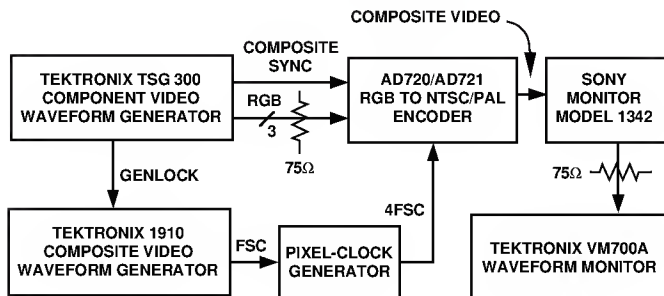 COMPOSITE VIDEO
COMPOSITE
SYNC
TEKTRONIX TSG 300
COMPONENT VIDEO
WAVEFORM GENERATOR
RGB
3
75Ω
AD720/AD721
RGB TO NTSC/PAL
ENCODER
SONY
MONITOR
MODEL 1342
GENLOCK
75Ω
4FSC
TEKTRONIX 1910
COMPOSITE VIDEO
WAVEFORM GENERATOR
FSC
PIXEL-CLOCK
GENERATOR
TEKTRONIX VM700A
WAVEFORM MONITOR